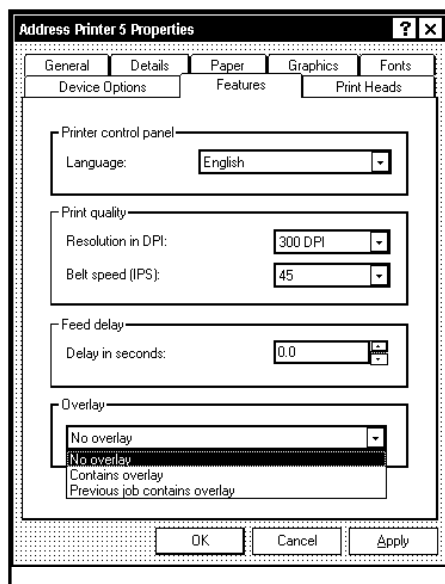 Address Printer 5 Properties ? ×
General Details Paper Graphics Fonts
Device Options Features Print Heads
Printer control panel
Language: English
Print quality
Resolution in DPI: 300 DPI
Belt speed (IPS): 45
Feed delay
Delay in seconds: 0.0
Overlay
No overlay
No overlay
Contains overlay
Previous job contains overlay
OK Cancel Apply